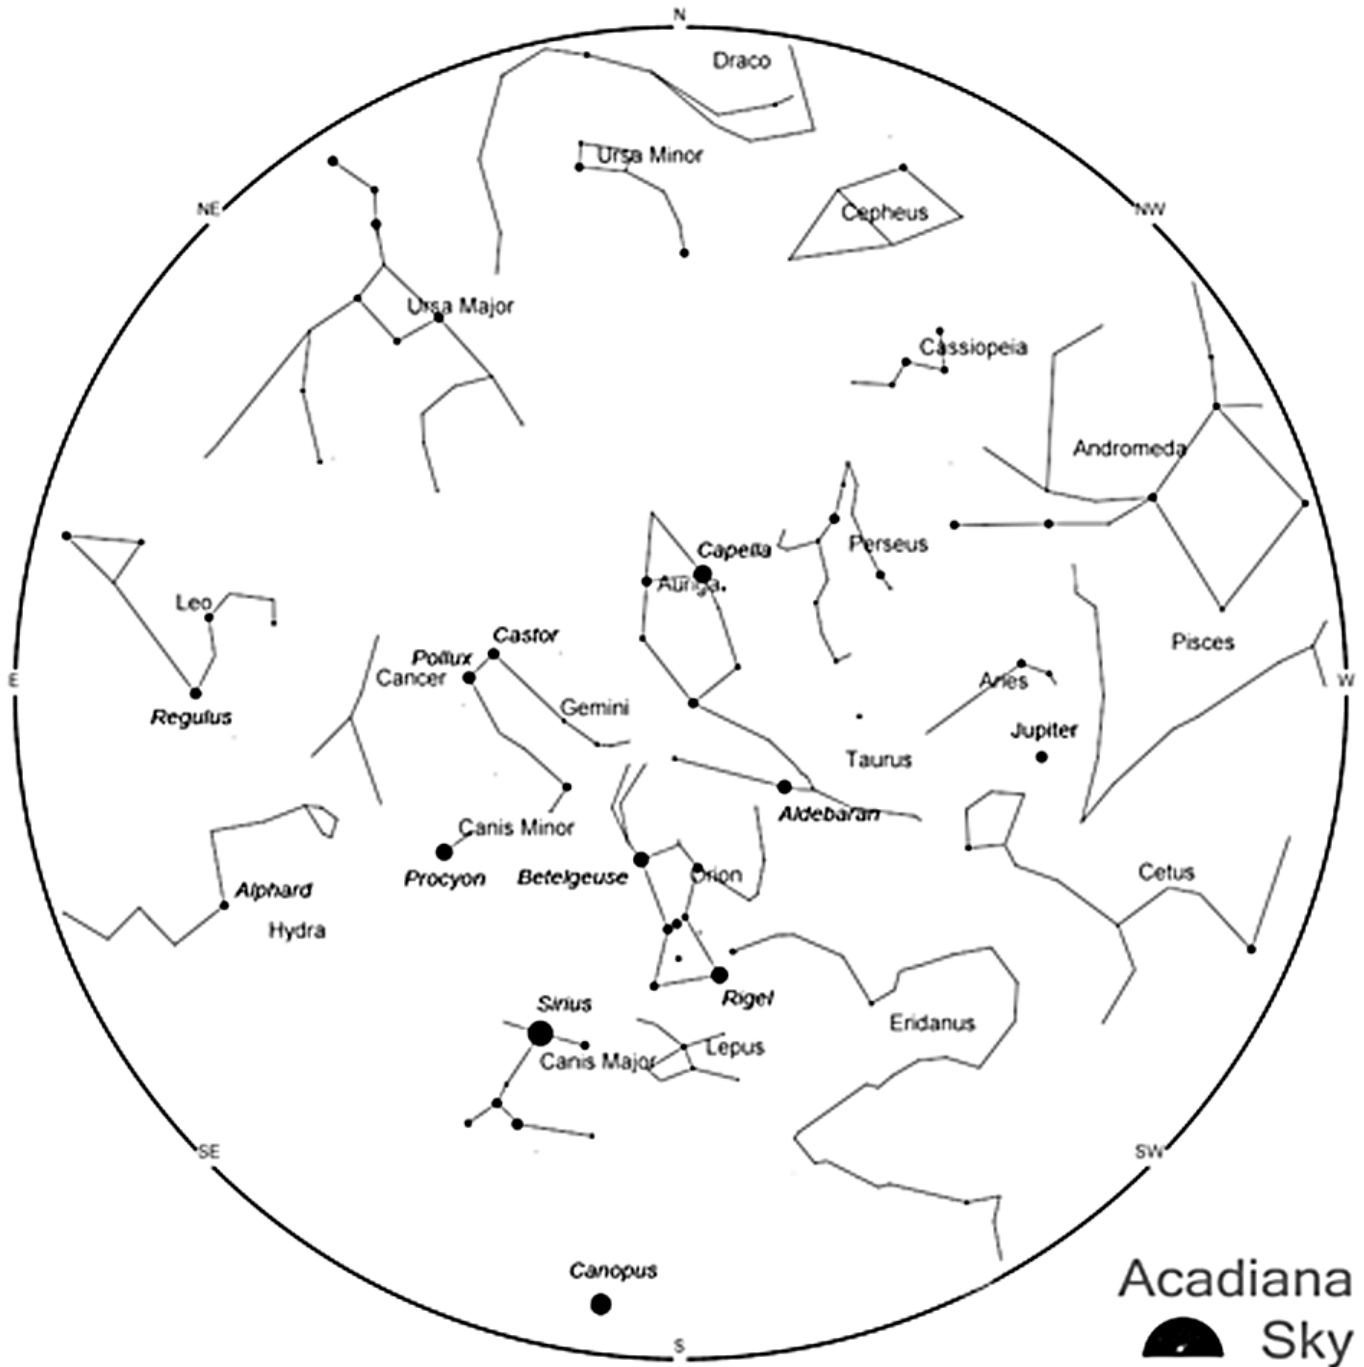 N
Draco
Ursa Minor
NE
NW
Cepheus
Ursa Major
Cassiopeia
Andromeda
Capella
Perseus
Auriga
Leo
Castor
Pollux
Cancer
Pisces
E
Aries
W
Gemini
Regulus
Jupiter
Taurus
Aldebaran
Canis Minor
Procyon
Betelgeuse
Orion
Cetus
Alphard
Hydra
Rigel
Sirius
Eridanus
Canis Major
Lepus
SE
SW
Canopus
S
Acadiana
Sky